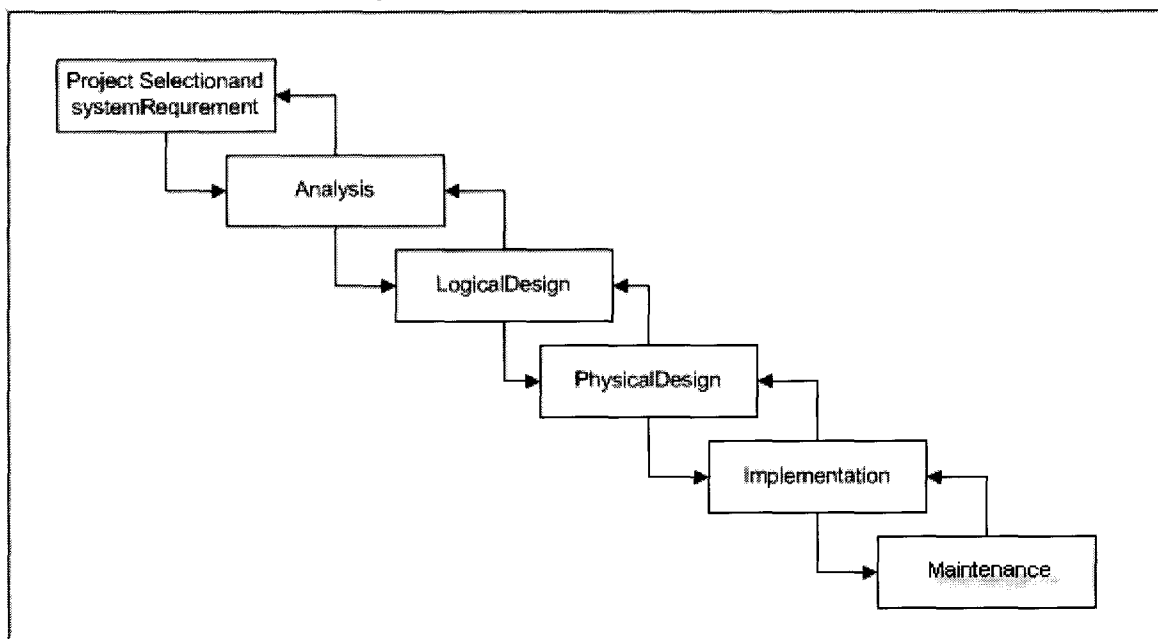 Project Selectionand
systemRequrement
Analysis
LogicalDesign
PhysicalDesign
Implementation
Maintenance